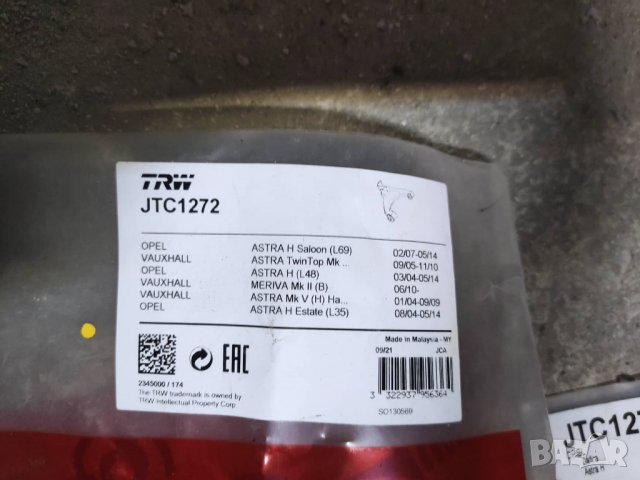 TRW
JTC1272
OPEL ASTRA H Saloon (L69) 02/07-05/14
VAUXHALL ASTRA TwinTop Mk ... 09/05-11/10
OPEL ASTRA H (L48) 03/04-05/14
VAUXHALL MERIVA Mk II (B) 06/10-
VAUXHALL ASTRA Mk V (H) Ha... 01/04-09/09
OPEL ASTRA H Estate (L35) 08/04-05/14
Made in Malaysia - MY
09/21 JCA
EAC
2345000 / 174
The TRW trademark is owned by
TRW Intellectual Property Corp
3 322937 956364
SO130569
JTC127
Astra H
bazar